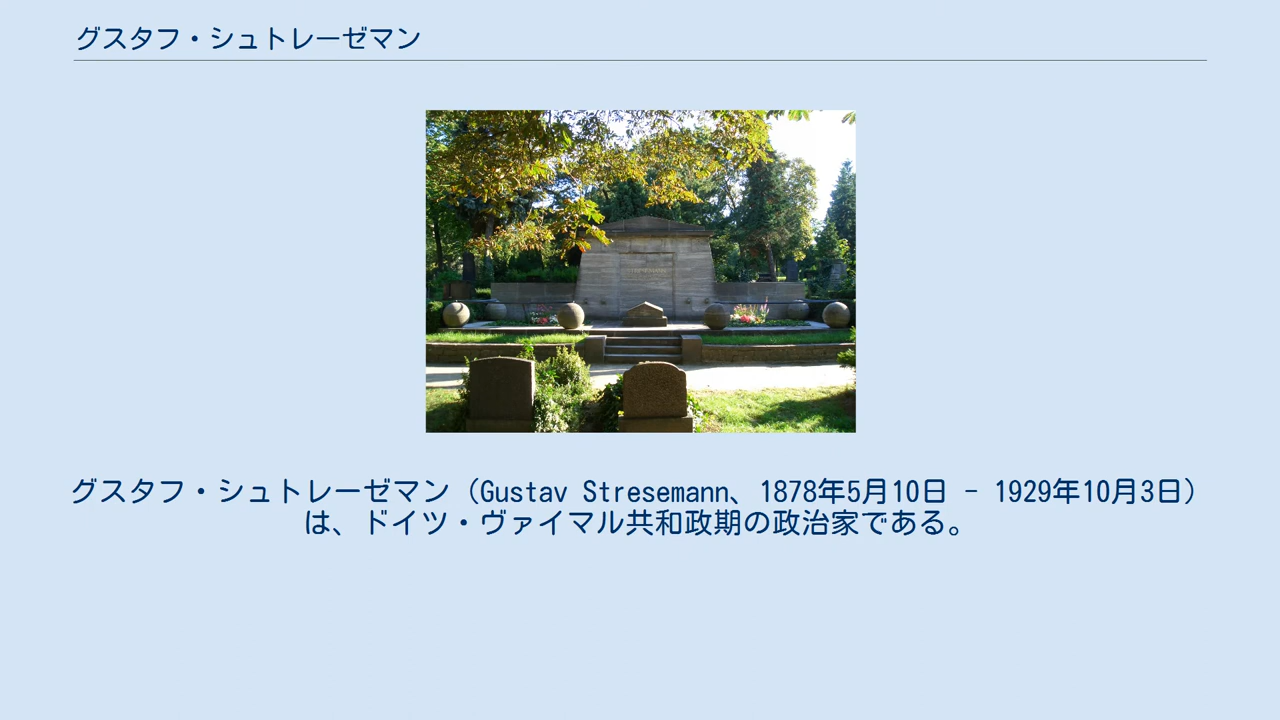 グスタフ・シュトレーゼマン
グスタフ・シュトレーゼマン（Gustav Stresemann、1878年5月10日 - 1929年10月3日）
は、ドイツ・ヴァイマル共和政期の政治家である。